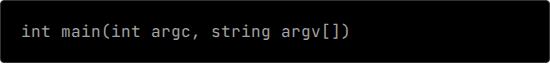 int main(int argc, string argv[])